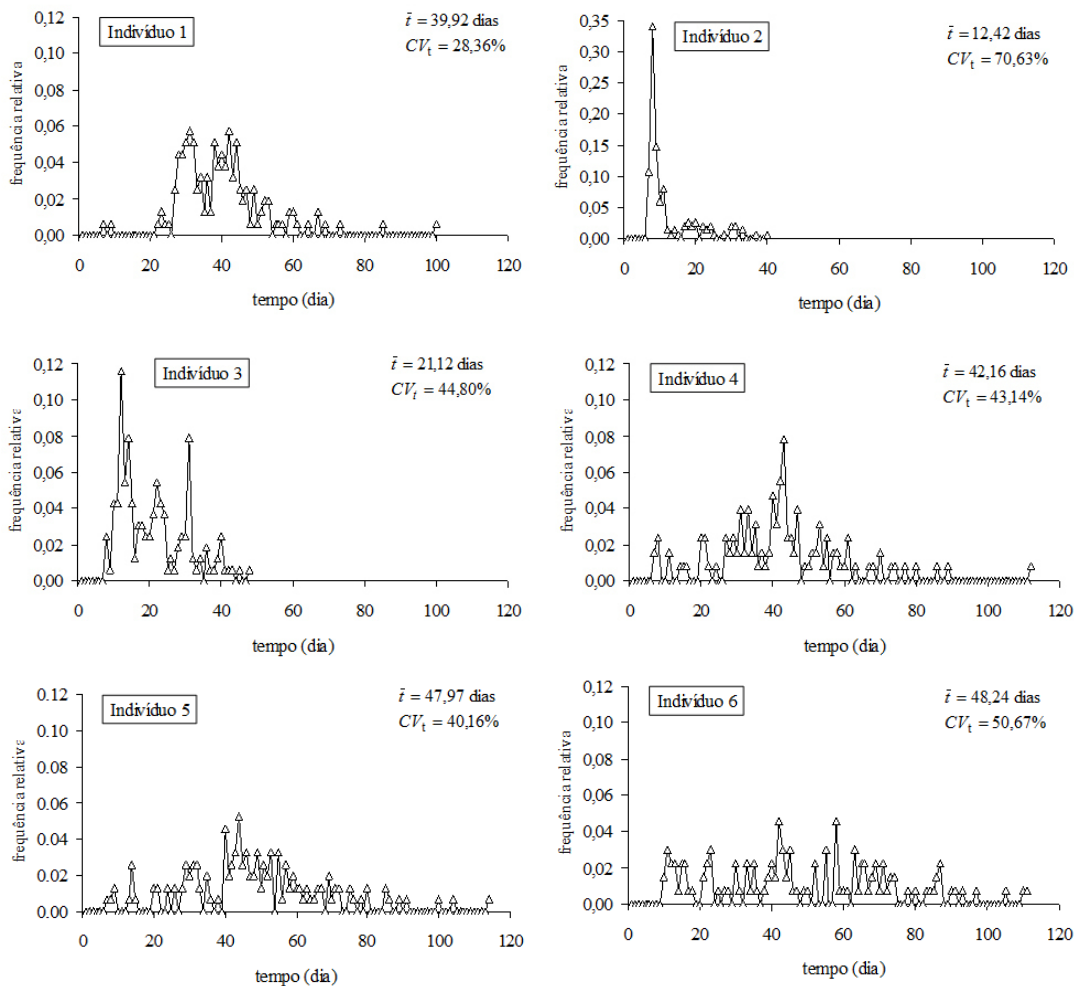 Indivíduo 1
t̄ = 39,92 dias
CVt = 28,36%
frequência relativa
0,12
0,10
0,08
0,06
0,04
0,02
0,00
0 20 40 60 80 100 120
tempo (dia)
Indivíduo 2
t̄ = 12,42 dias
CVt = 70,63%
frequência relativa
0,35
0,30
0,25
0,20
0,15
0,10
0,05
0,00
0 20 40 60 80 100 120
tempo (dia)
Indivíduo 3
t̄ = 21,12 dias
CVt = 44,80%
frequência relativa
0,12
0,10
0,08
0,06
0,04
0,02
0,00
0 20 40 60 80 100 120
tempo (dia)
Indivíduo 4
t̄ = 42,16 dias
CVt = 43,14%
frequência relativa
0,12
0,10
0,08
0,06
0,04
0,02
0,00
0 20 40 60 80 100 120
tempo (dia)
Indivíduo 5
t̄ = 47,97 dias
CVt = 40,16%
frequência relativa
0.12
0.10
0.08
0.06
0.04
0.02
0.00
0 20 40 60 80 100 120
tempo (dia)
Indivíduo 6
t̄ = 48,24 dias
CVt = 50,67%
frequência relativa
0,12
0,10
0,08
0,06
0,04
0,02
0,00
0 20 40 60 80 100 120
tempo (dia)